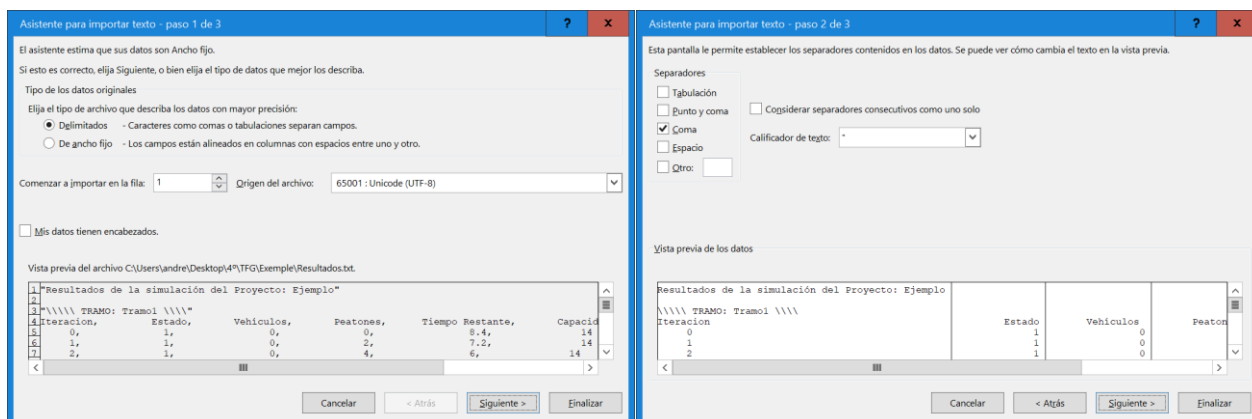 Asistente para importar texto - paso 1 de 3
? x
El asistente estima que sus datos son Ancho fijo.
Si esto es correcto, elija Siguiente, o bien elija el tipo de datos que mejor los describa.
Tipo de los datos originales
Elija el tipo de archivo que describa los datos con mayor precisión:
Delimitados - Caracteres como comas o tabulaciones separan campos.
De ancho fijo - Los campos están alineados en columnas con espacios entre uno y otro.
Comenzar a importar en la fila: 1 Origen del archivo: 65001 : Unicode (UTF-8)
Mis datos tienen encabezados.
Vista previa del archivo C:\Users\andre\Desktop\4º\TFG\Exemple\Resultados.txt.
1 "Resultados de la simulación del Proyecto: Ejemplo"
2
3 "\\\\\ TRAMO: Tramo1 \\\\"
4 Iteracion, Estado, Vehiculos, Peatones, Tiempo Restante, Capacid
5 0, 1, 0, 0, 8.4, 14
6 1, 1, 0, 2, 7.2, 14
7 2, 1, 0, 4, 6, 14
Cancelar < Atrás Siguiente > Finalizar
Asistente para importar texto - paso 2 de 3
? x
Esta pantalla le permite establecer los separadores contenidos en los datos. Se puede ver cómo cambia el texto en la vista previa.
Separadores
Tabulación
Punto y coma
Coma
Espacio
Otro:
Considerar separadores consecutivos como uno solo
Calificador de texto: "
Vista previa de los datos
Resultados de la simulación del Proyecto: Ejemplo
\\\\\ TRAMO: Tramo1 \\\\
Iteracion Estado Vehiculos Peaton
0 1 0
1 1 0
2 1 0
Cancelar < Atrás Siguiente > Finalizar